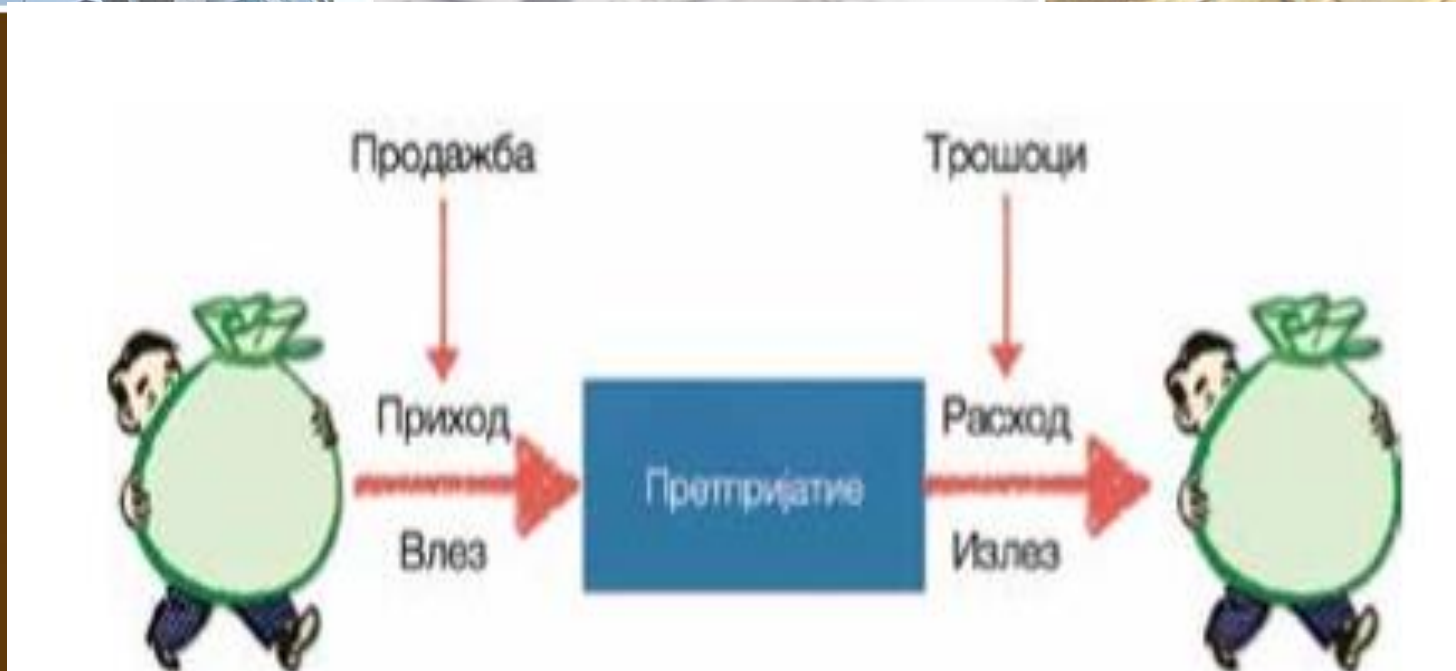 Продажба
Трошоци
Приход
Расход
Претпријатие
Влез
Излез